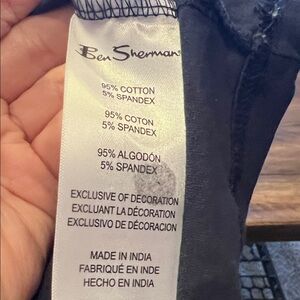 Ben Sherman
95% COTTON
5% SPANDEX
95% COTON
5% SPANDEX
95% ALGODÓN
5% SPANDEX
EXCLUSIVE OF DECORATION
EXCLUANT LA DÉCORATION
EXCLUSIVO DE DÉCORACION
MADE IN INDIA
FABRIQUÉ EN INDE
HECHO EN INDIA